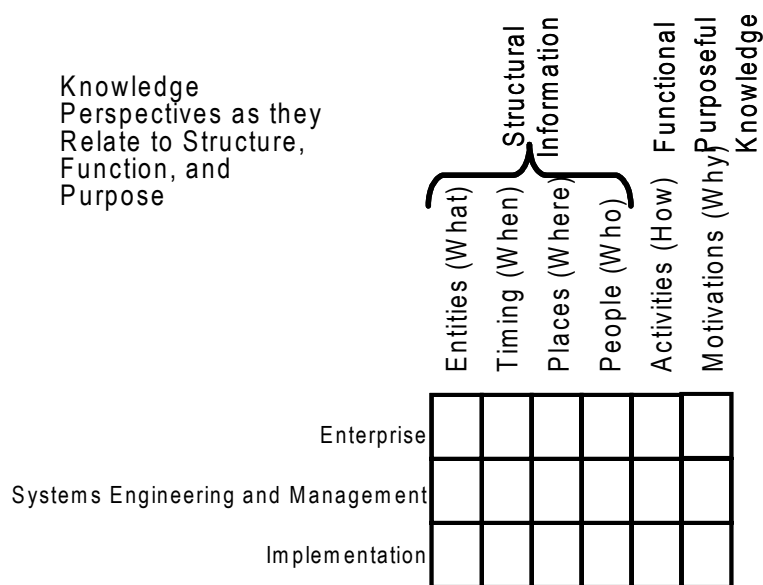 Knowledge
Perspectives as they
Relate to Structure,
Function, and
Purpose
Structural
Information
Functional
Purposeful
Knowledge
Entities (What)
Timing (When)
Places (Where)
People (Who)
Activities (How)
Motivations (Why)
Enterprise
Systems Engineering and Management
Implementation